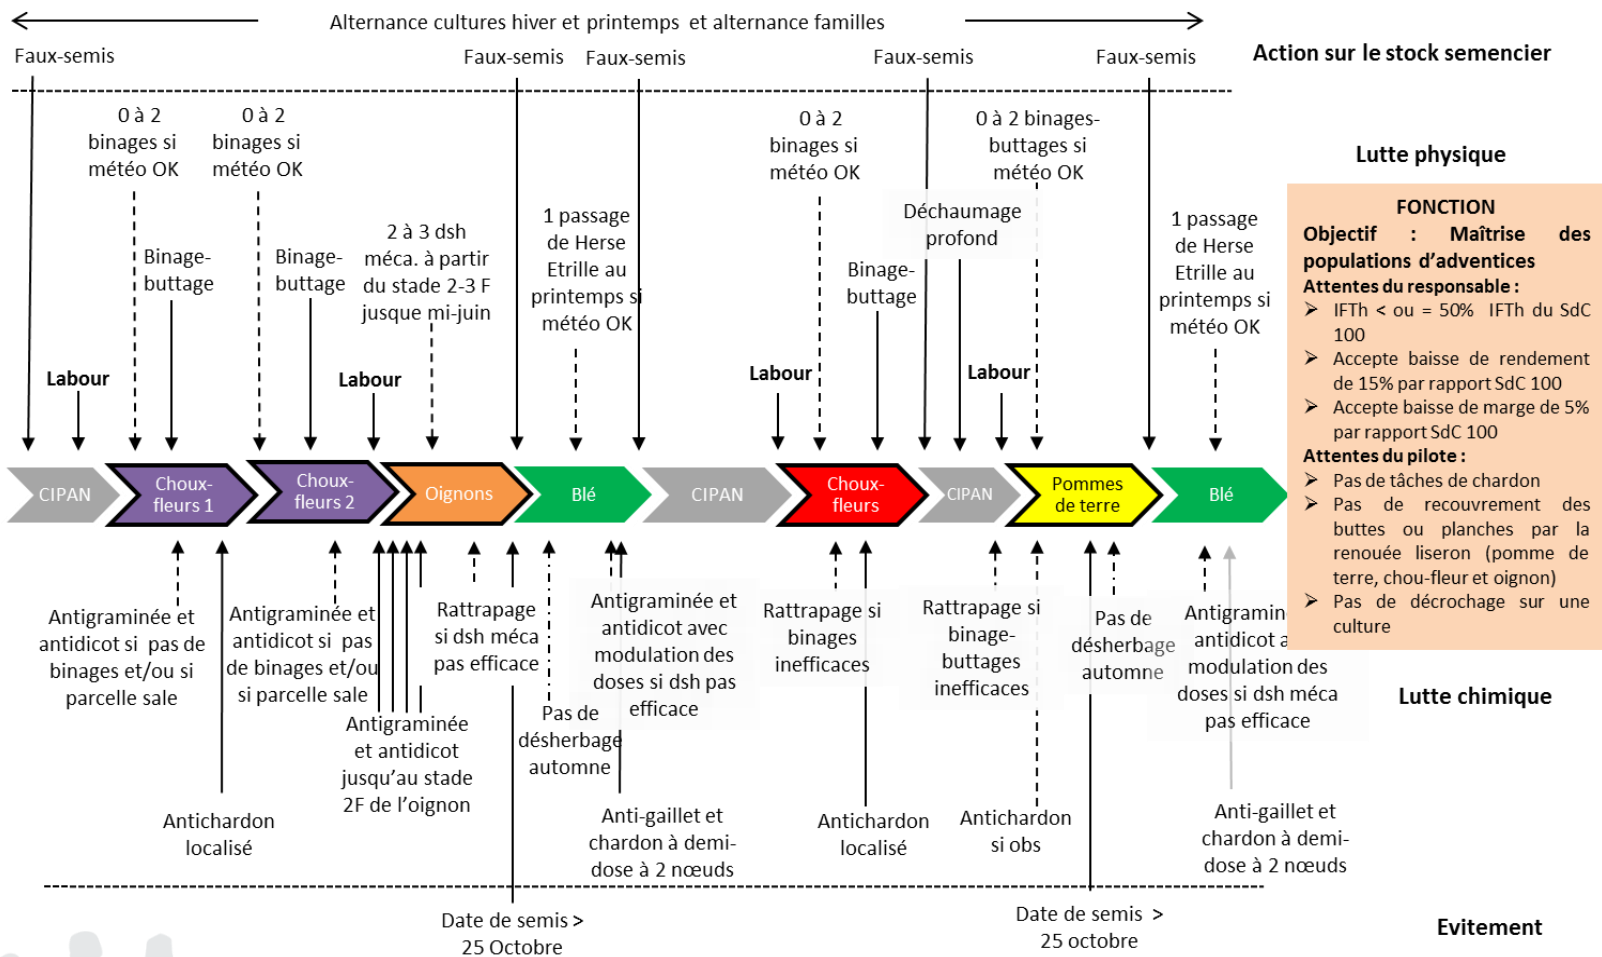 Alternance cultures hiver et printemps  et alternance familles
Faux-semis
Faux-semis
Faux-semis
Faux-semis
Faux-semis
Action sur le stock semencier
0 à 2
binages si
météo OK
0 à 2
binages si
météo OK
0 à 2
binages si
météo OK
0 à 2 binages-
buttages si
météo OK
Lutte physique
Binage-
buttage
Binage-
buttage
2 à 3 dsh
méca. à partir
du stade 2-3 F
jusque mi-juin
1 passage
de Herse
Etrille au
printemps si
météo OK
Binage-
buttage
Déchaumage
profond
1 passage
de Herse
Etrille au
printemps si
météo OK
Labour
Labour
Labour
Labour
FONCTION
Objectif : Maîtrise des
populations d’adventices
Attentes du responsable :
➢ IFTh < ou = 50%  IFTh du SdC
100
➢ Accepte baisse de rendement
de 15% par rapport SdC 100
➢ Accepte baisse de marge de 5%
par rapport SdC 100
Attentes du pilote :
➢ Pas de tâches de chardon
➢ Pas de recouvrement des
buttes ou planches par la
renouée liseron (pomme de
terre, chou-fleur et oignon)
➢ Pas de décrochage sur une
culture
CIPAN
Choux-
fleurs 1
Choux-
fleurs 2
Oignons
Blé
CIPAN
Choux-
fleurs
CIPAN
Pommes
de terre
Blé
Antigraminée et
antidicot si  pas de
binages et/ou si
parcelle sale
Antigraminée et
antidicot si  pas
de binages et/ou
si parcelle sale
Rattrapage
si dsh méca
pas efficace
Antigraminée et
antidicot avec
modulation des
doses si dsh pas
efficace
Rattrapage si
binages
inefficaces
Rattrapage si
binage-
buttages
inefficaces
Pas de
désherbage
automne
Antigramin
antidicot a
modulation des
doses si dsh méca
pas efficace
Lutte chimique
Antichardon
localisé
Antigraminée
et antidicot
jusqu’au stade
2F de l’oignon
Pas de
désherbage
automne
Anti-gaillet et
chardon à demi-
dose à 2 nœuds
Antichardon
localisé
Antichardon
si obs
Anti-gaillet et
chardon à demi-
dose à 2 nœuds
Date de semis >
25 Octobre
Date de semis  >
25 octobre
Evitement